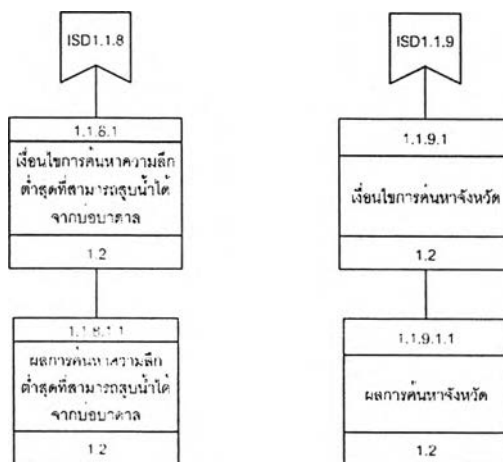 ISD1.1.8
1.1.8.1
เงื่อนไขการค้นหาความลึก
ต่ำสุดที่สามารถสูบน้ำได้
จากบ่อบาดาล
1.2
1.1.8.1.1
ผลการค้นหาความลึก
ต่ำสุดที่สามารถสูบน้ำได้
จากบ่อบาดาล
1.2
ISD1.1.9
1.1.9.1
เงื่อนไขการค้นหาจังหวัด
1.2
1.1.9.1.1
ผลการค้นหาจังหวัด
1.2